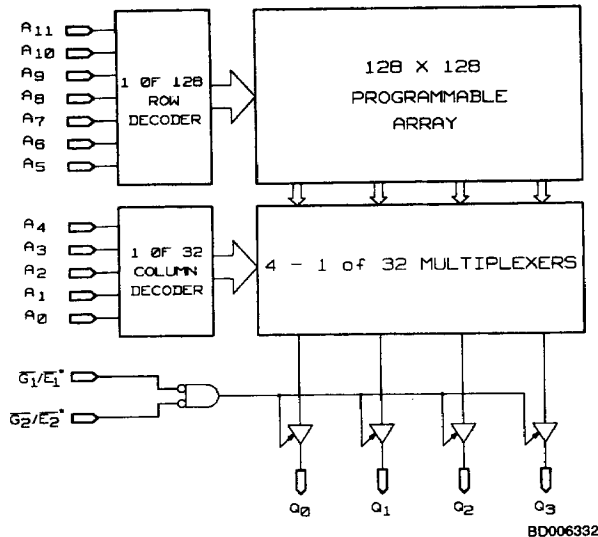 A11
A10
A9
A8
A7
A6
A5
1 OF 128
ROW
DECODER
128 X 128
PROGRAMMABLE
ARRAY
A4
A3
A2
A1
A0
1 OF 32
COLUMN
DECODER
4 - 1 of 32 MULTIPLEXERS
G1/E1*
G2/E2*
Q0
Q1
Q2
Q3
BD006332